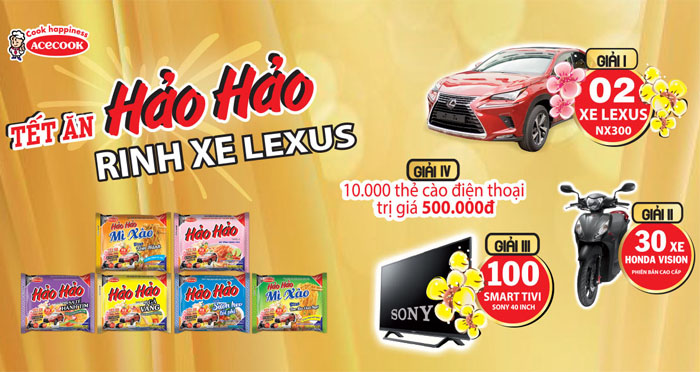 Cook happiness
ACECOOK
TẾT ĂN Hảo Hảo
RINH XE LEXUS
GIẢI I
02
XE LEXUS
NX300
GIẢI IV
10.000 thẻ cào điện thoại
trị giá 500.000đ
GIẢI II
30 XE
HONDA VISION
PHIÊN BẢN CAO CẤP
GIẢI III
100
SMART TIVI
SONY 40 INCH
SONY
Hảo Hảo
Mì Xào
Hảo Hảo
Hảo Hảo
Hảo Hảo
Hảo Hảo
Hảo Hảo
Mì Xào